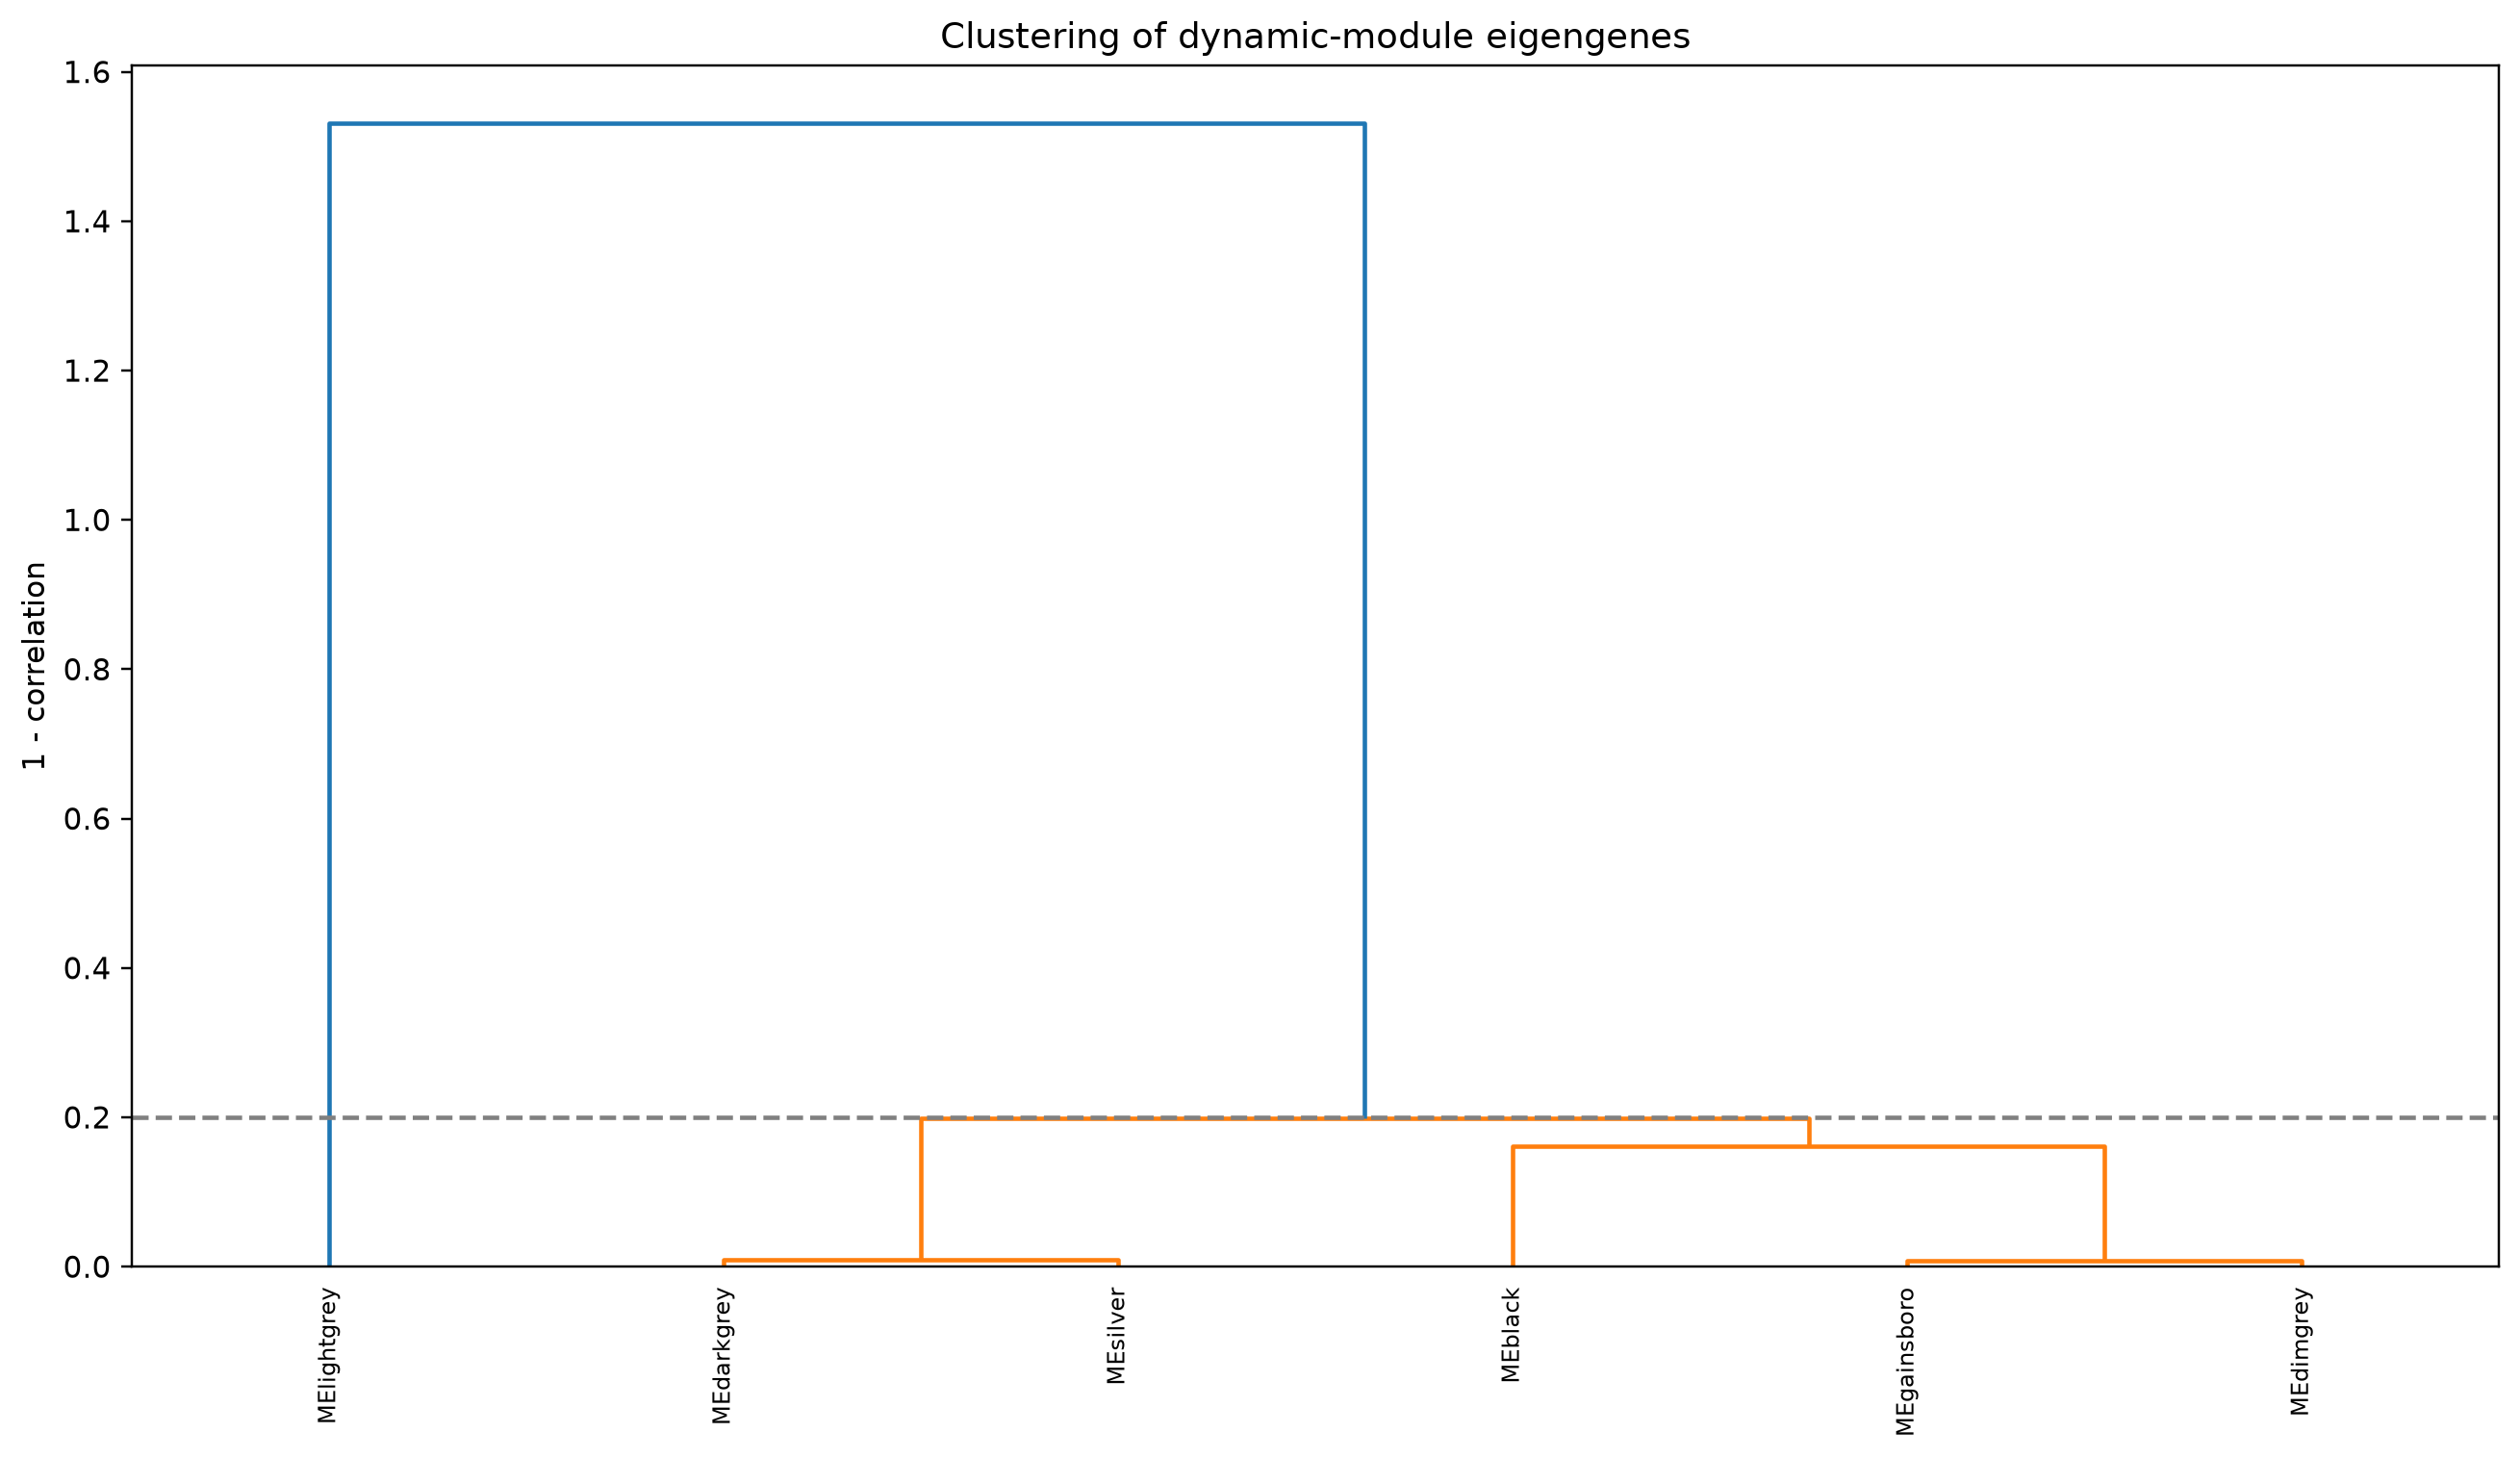 Clustering of dynamic-module eigengenes
1 - correlation
1.6
1.4
1.2
1.0
0.8
0.6
0.4
0.2
0.0
MElightgrey
MEdarkgrey
MEsilver
MEblack
MEgainsboro
MEdimgrey